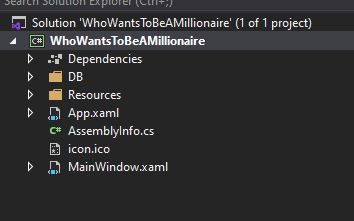 Search Solution Explorer (Ctrl+;)
Solution 'WhoWantsToBeAMillionaire' (1 of 1 project)
C# WhoWantsToBeAMillionaire
Dependencies
DB
Resources
App.xaml
C# AssemblyInfo.cs
icon.ico
MainWindow.xaml